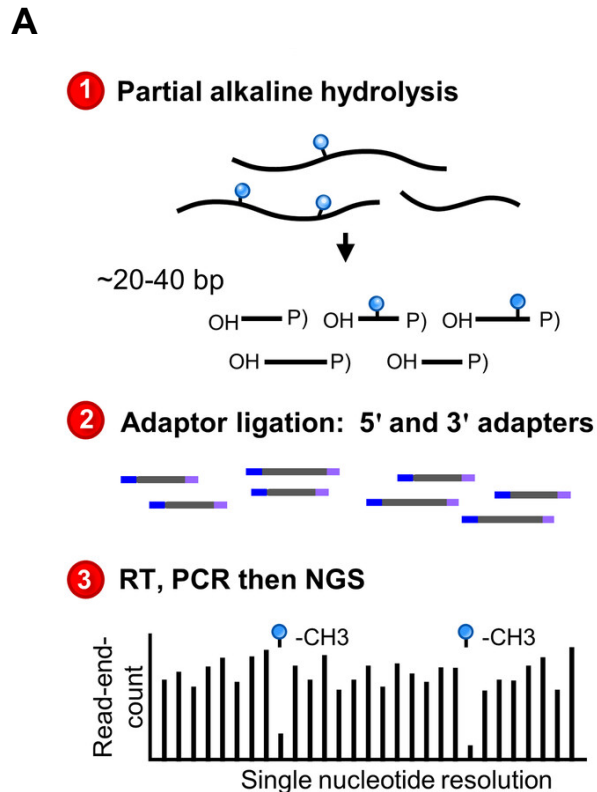 A
1 Partial alkaline hydrolysis
~20-40 bp
OH P) OH P) OH P)
OH P) OH P)
2 Adaptor ligation: 5' and 3' adapters
3 RT, PCR then NGS
-CH3 -CH3
Read-end-
count
Single nucleotide resolution